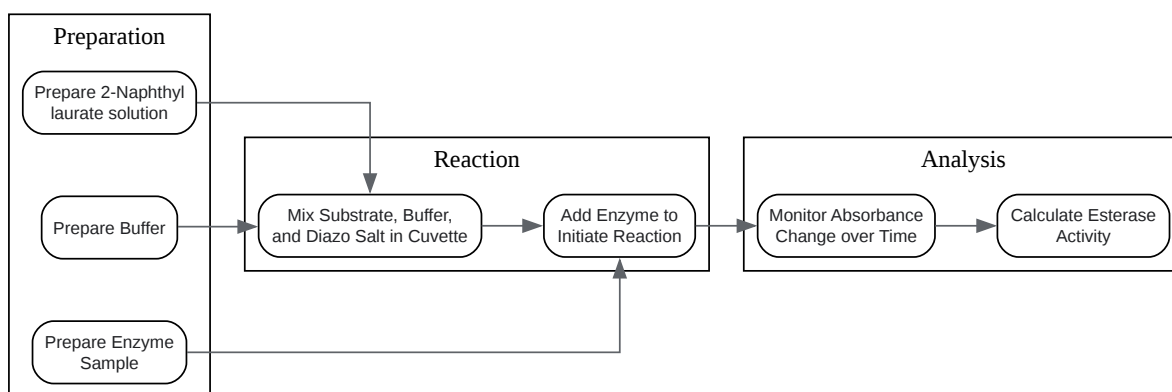 Preparation
Prepare 2-Naphthyl
laurate solution
Prepare Buffer
Prepare Enzyme
Sample
Reaction
Mix Substrate, Buffer,
and Diazo Salt in Cuvette
Add Enzyme to
Initiate Reaction
Analysis
Monitor Absorbance
Change over Time
Calculate Esterase
Activity